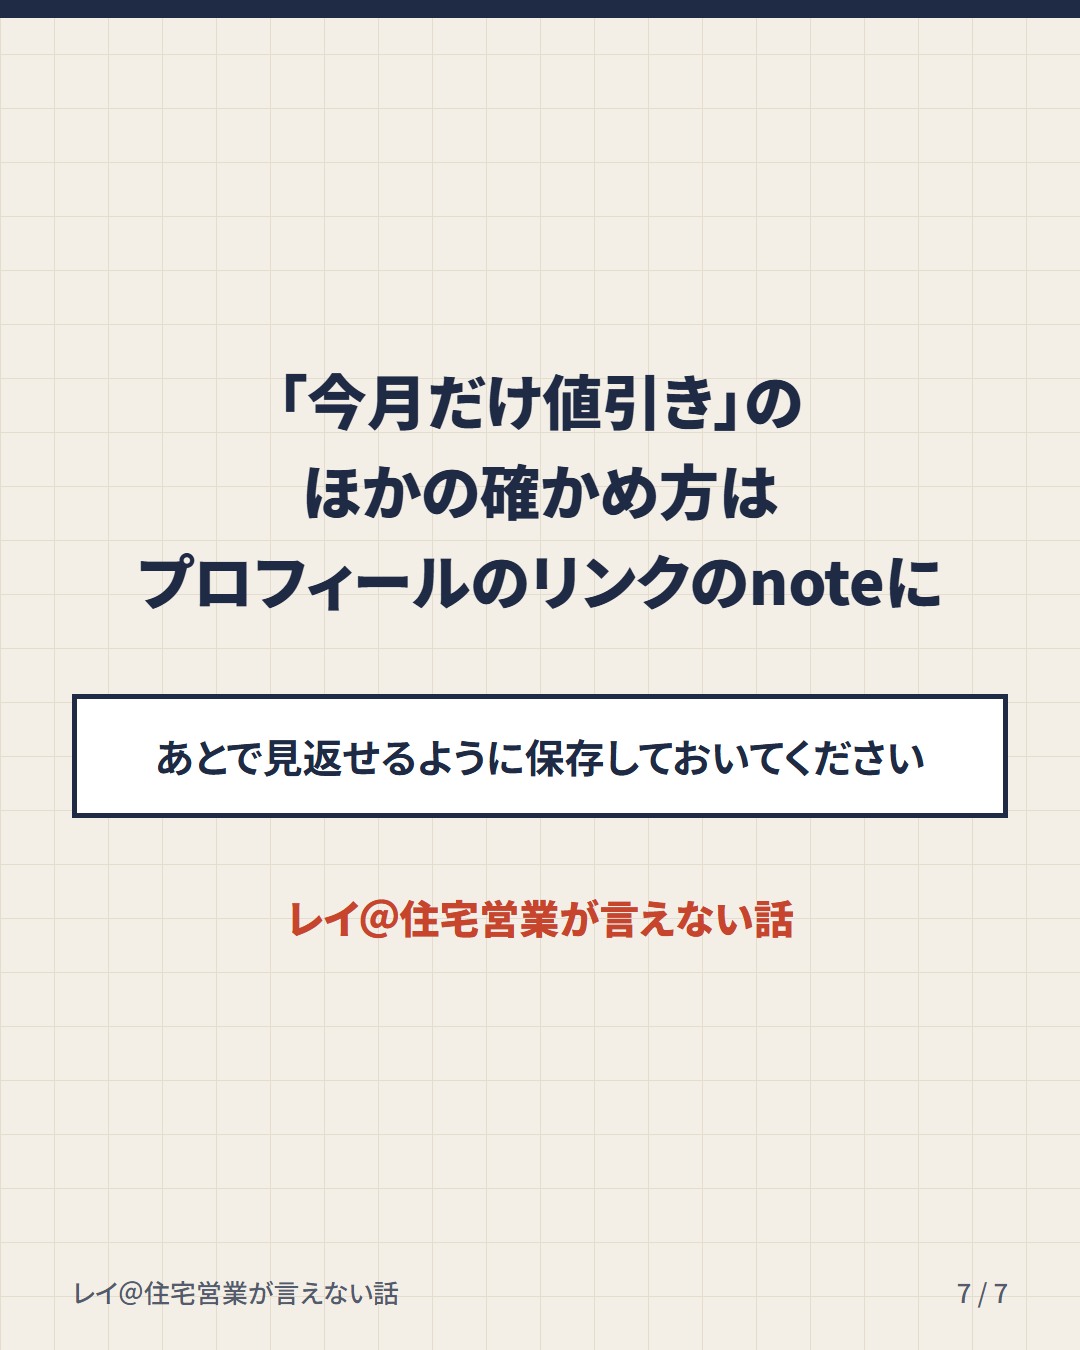 「今月だけ値引き」の
ほかの確かめ方は
プロフィールのリンクのnoteに
あとで見返せるように保存しておいてください
レイ@住宅営業が言えない話
レイ@住宅営業が言えない話
7 / 7